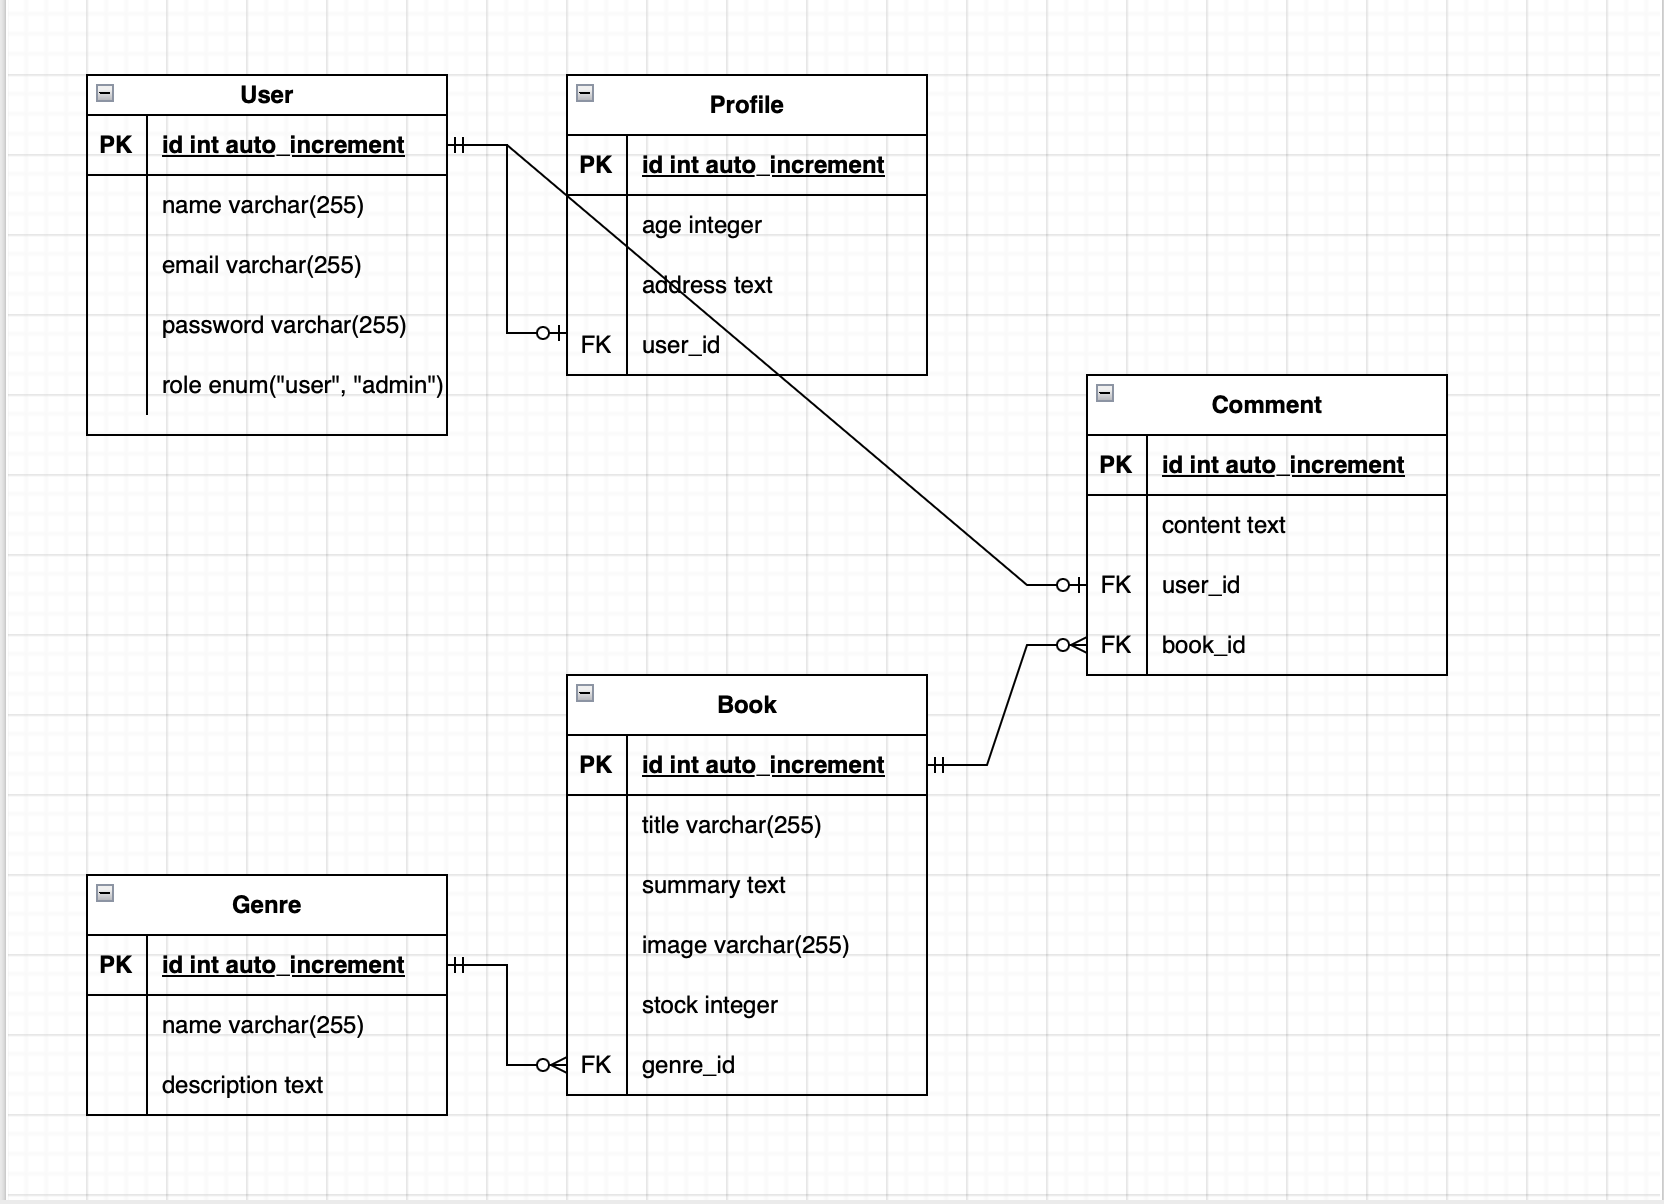 User
PK id int auto_increment
name varchar(255)
email varchar(255)
password varchar(255)
role enum("user", "admin")
Profile
PK id int auto_increment
age integer
address text
FK user_id
Comment
PK id int auto_increment
content text
FK user_id
FK book_id
Book
PK id int auto_increment
title varchar(255)
summary text
image varchar(255)
stock integer
FK genre_id
Genre
PK id int auto_increment
name varchar(255)
description text